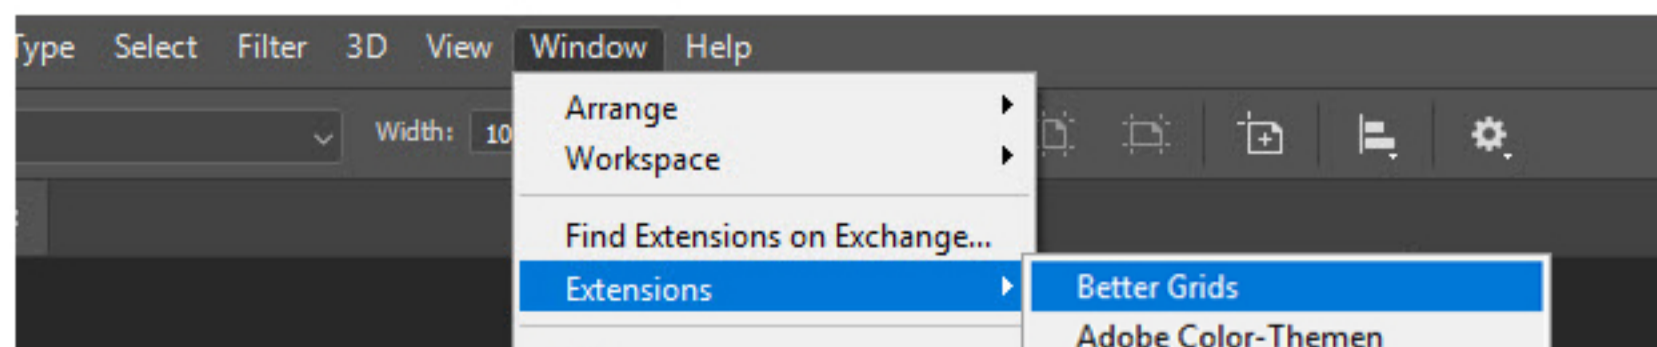 Type Select Filter 3D View Window Help
Width: 10
Arrange
Workspace
Find Extensions on Exchange...
Extensions
Better Grids
Adobe Color-Themen